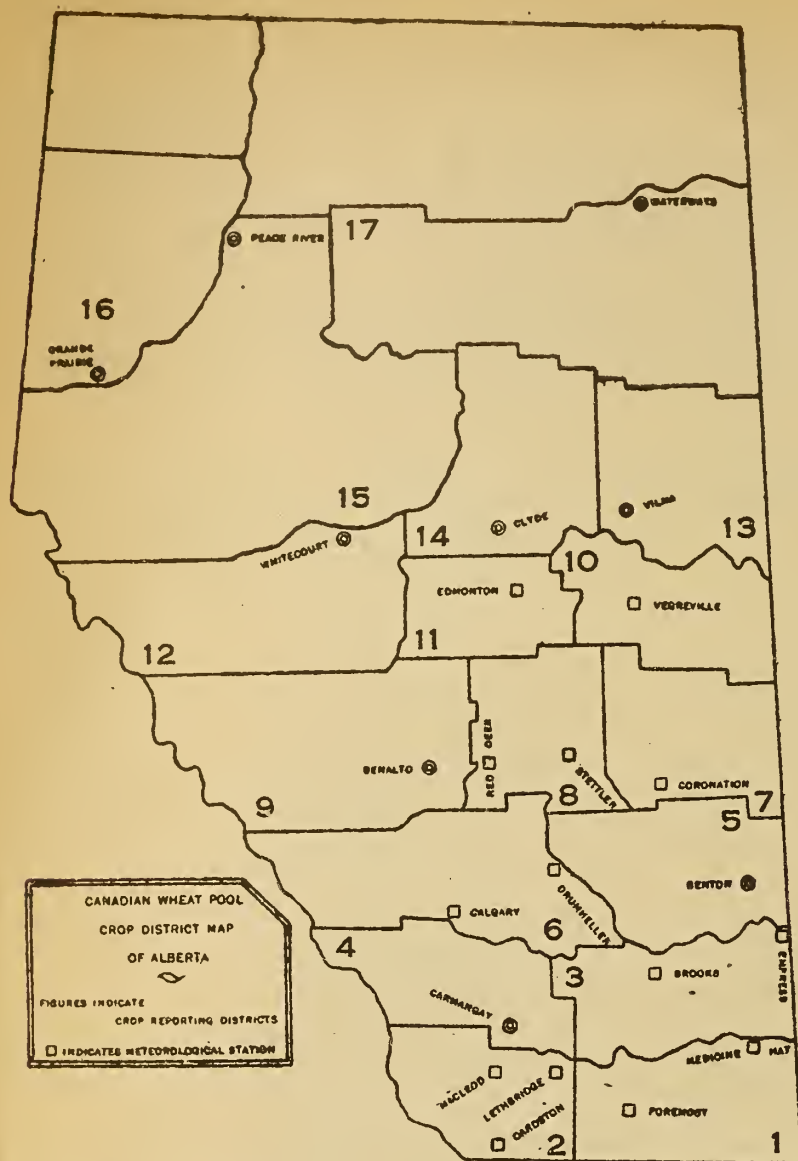 17
WATERWAYS
PEACE RIVER
16
GRANDE
PRAIRIE
15
WHITECOURT
14
CLYDE
VILNA
13
10
EDMONTON
VEGREVILLE
12
11
BENALTO
RED DEER
STETTLER
CORONATION
9
8
7
5
BENTON
DRUMHELLER
CALGARY
6
EMPRESS
4
3
BROOKS
CARMANGAY
MEDICINE HAT
MACLEOD
LETHBRIDGE
CARDSTON
FOREMOST
2
1
CANADIAN WHEAT POOL
CROP DISTRICT MAP
OF ALBERTA
FIGURES INDICATE
CROP REPORTING DISTRICTS
INDICATES METEOROLOGICAL STATION